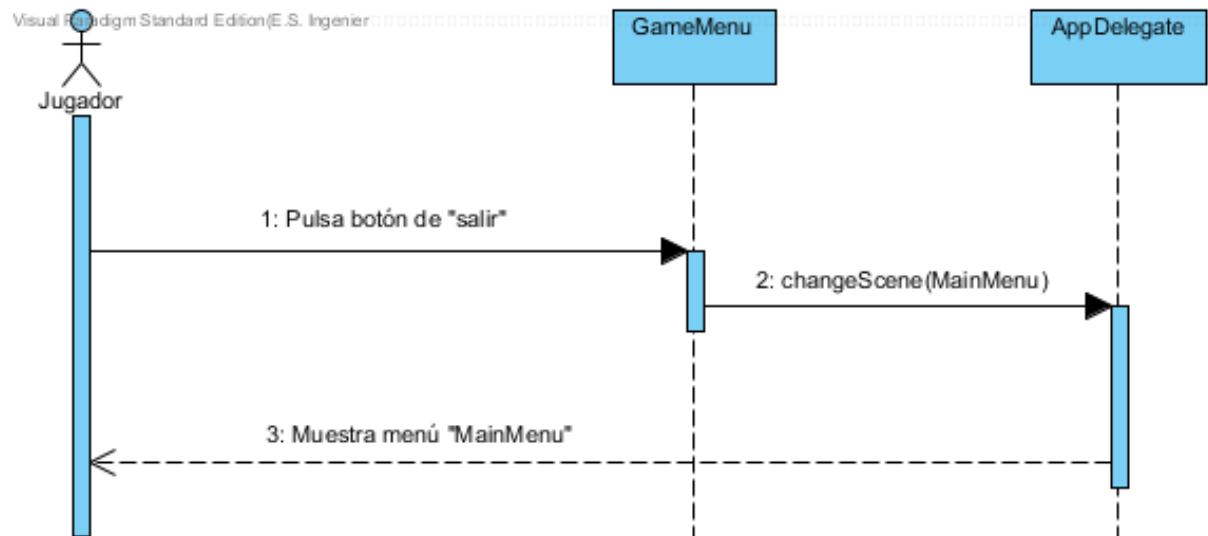 Visual Paradigm Standard Edition(E.S. Ingenier
GameMenu
AppDelegate
Jugador
1: Pulsa botón de "salir"
2: changeScene(MainMenu)
3: Muestra menú "MainMenu"